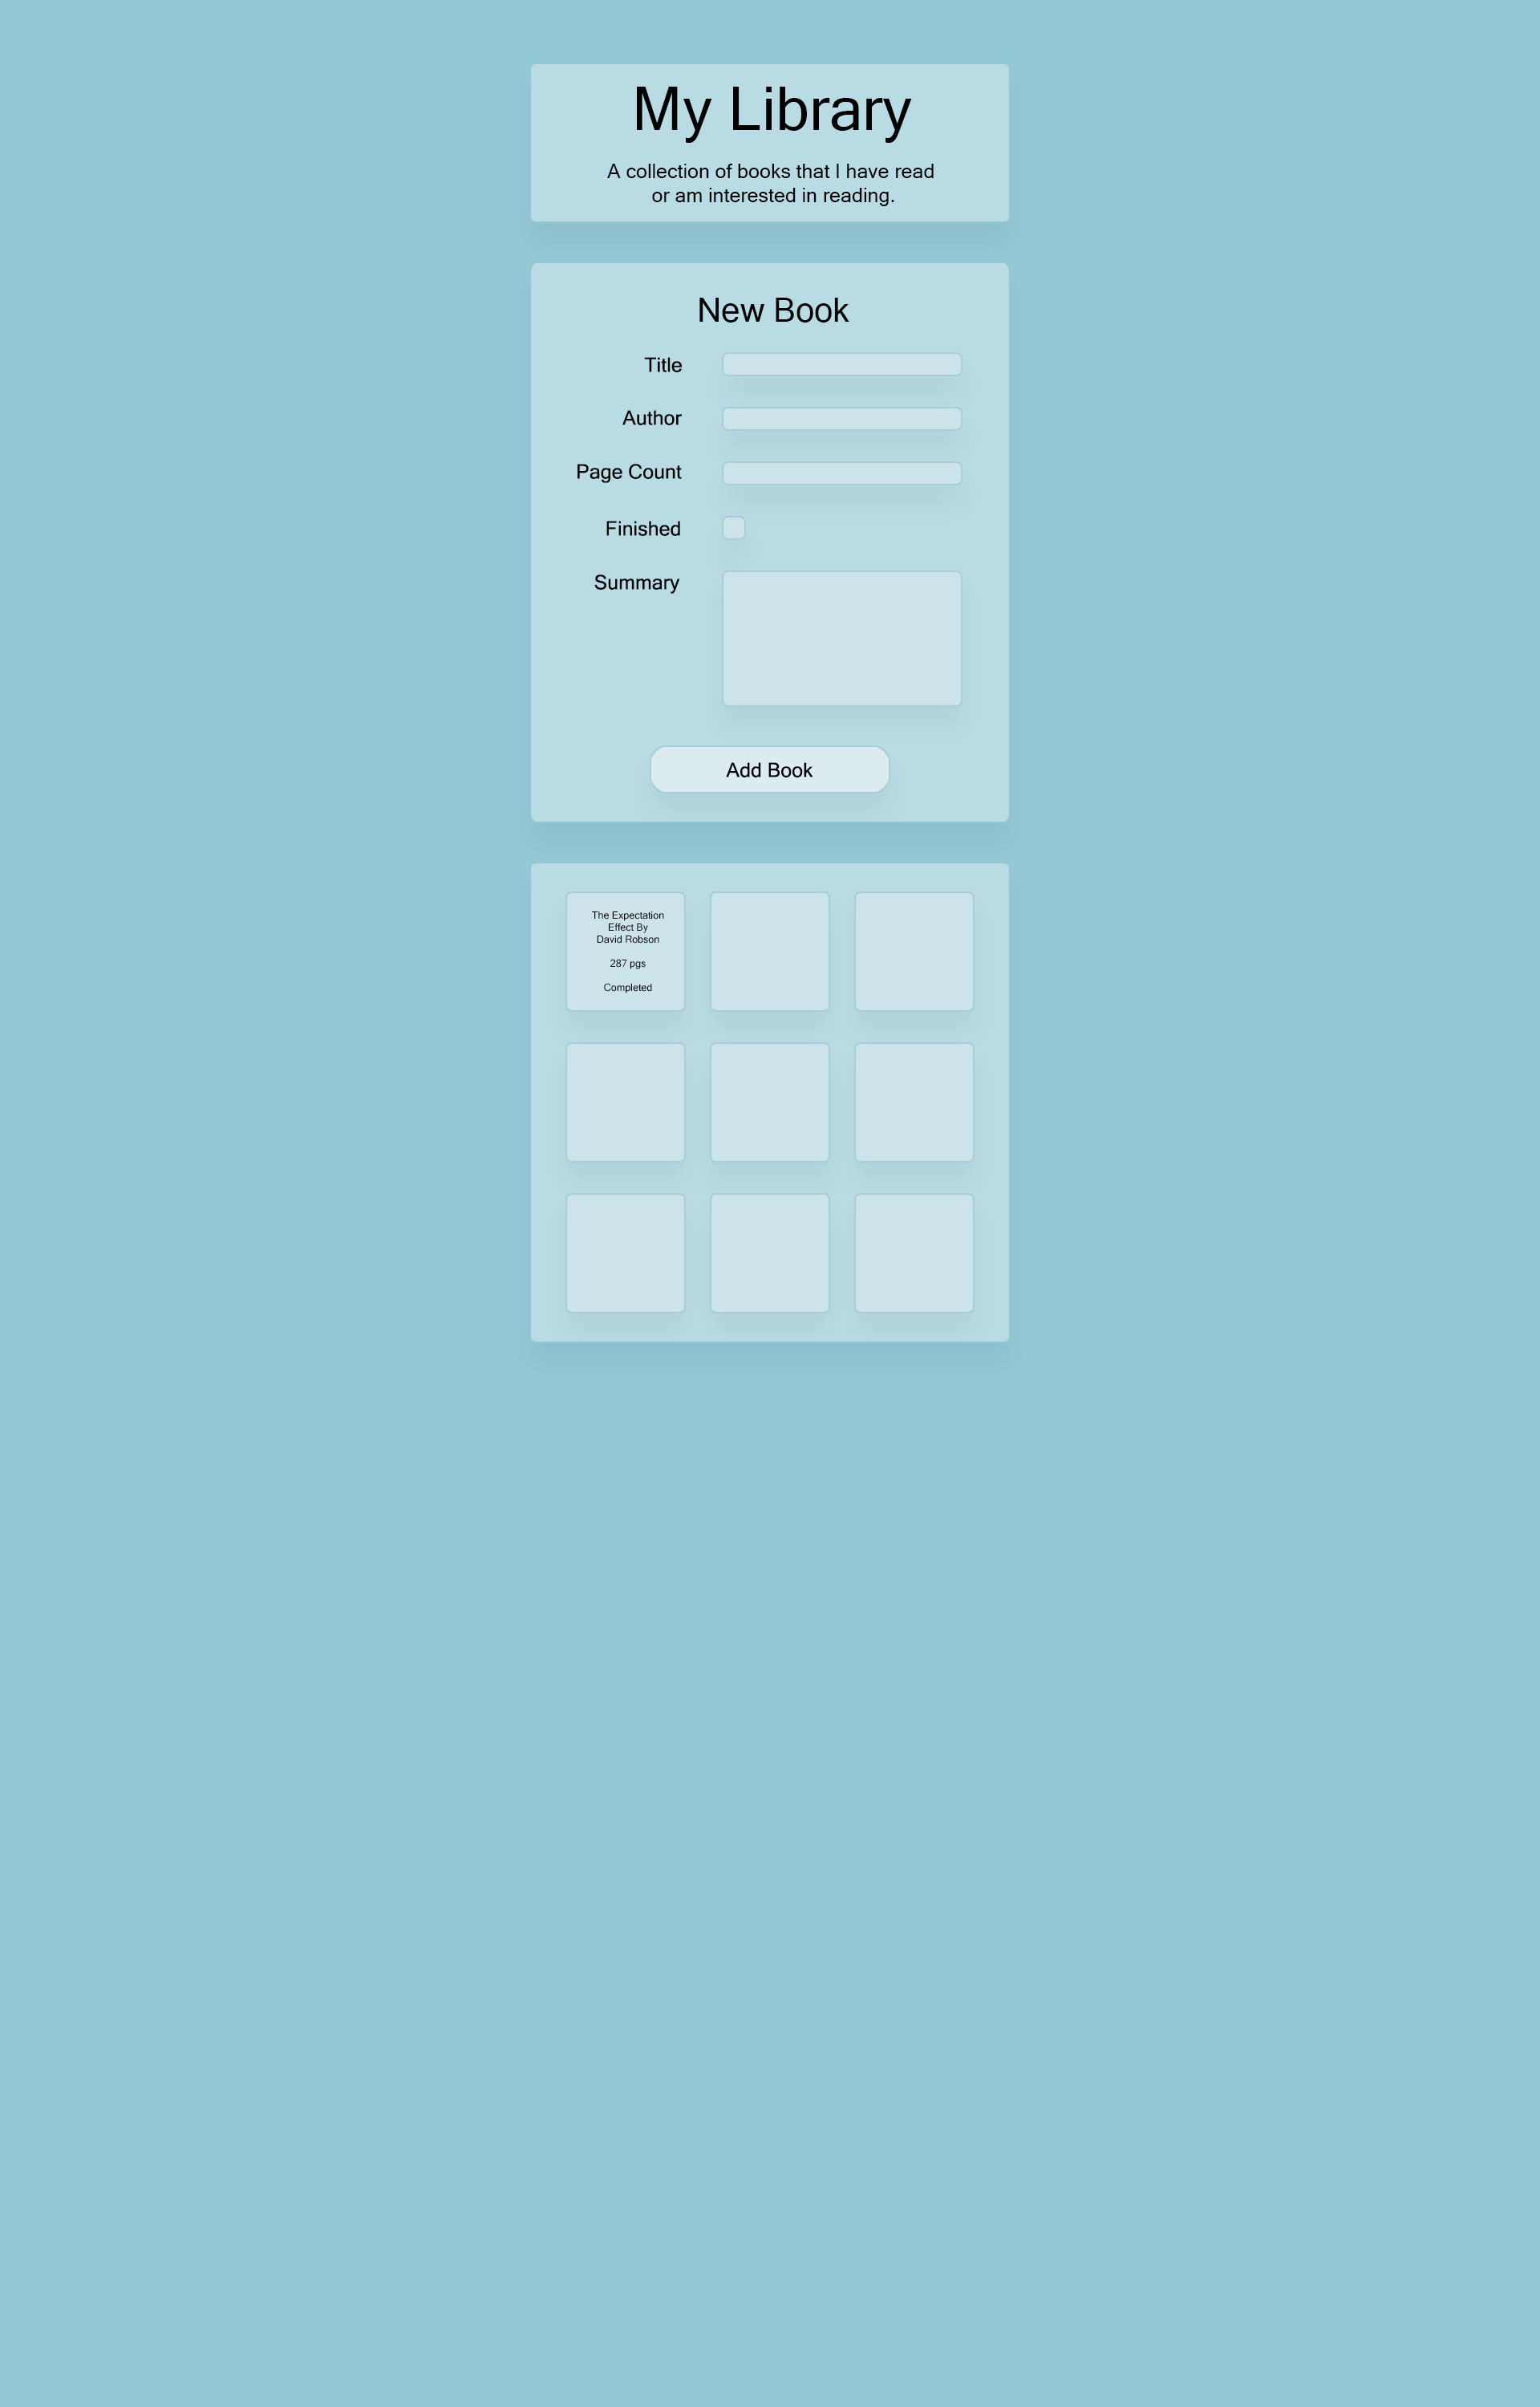 My Library
A collection of books that I have read
or am interested in reading.
New Book
Title
Author
Page Count
Finished
Summary
Add Book
The Expectation
Effect By
David Robson
287 pgs
Completed